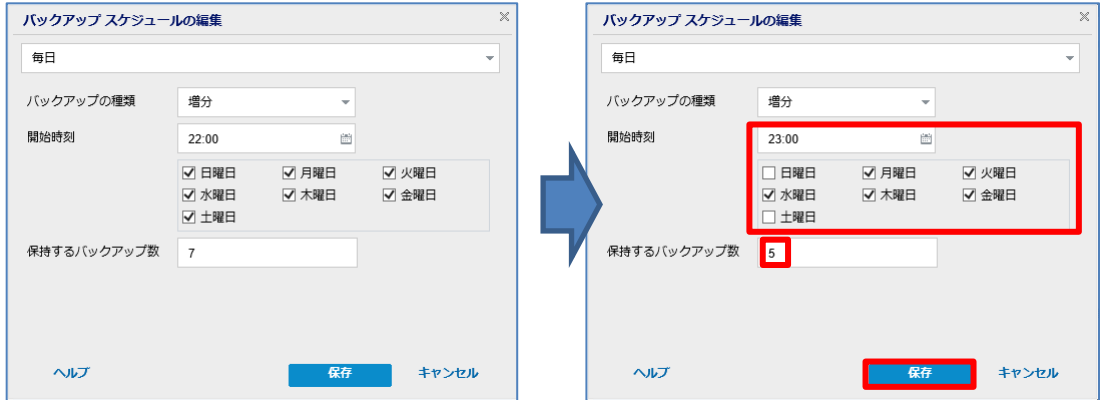 バックアップ スケジュールの編集
毎日
バックアップの種類 増分
開始時刻 22:00
日曜日 月曜日 火曜日
水曜日 木曜日 金曜日
土曜日
保持するバックアップ数 7
ヘルプ 保存 キャンセル
バックアップ スケジュールの編集
毎日
バックアップの種類 増分
開始時刻 23:00
日曜日 月曜日 火曜日
水曜日 木曜日 金曜日
土曜日
保持するバックアップ数 5
ヘルプ 保存 キャンセル